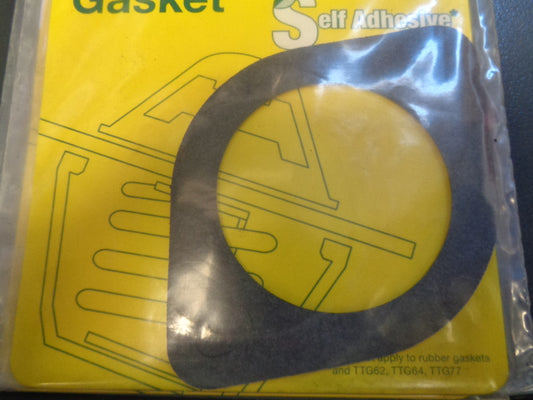 Gasket
Self Adhesive*
apply to rubber gaskets
and TTG62, TTG64, TTG77